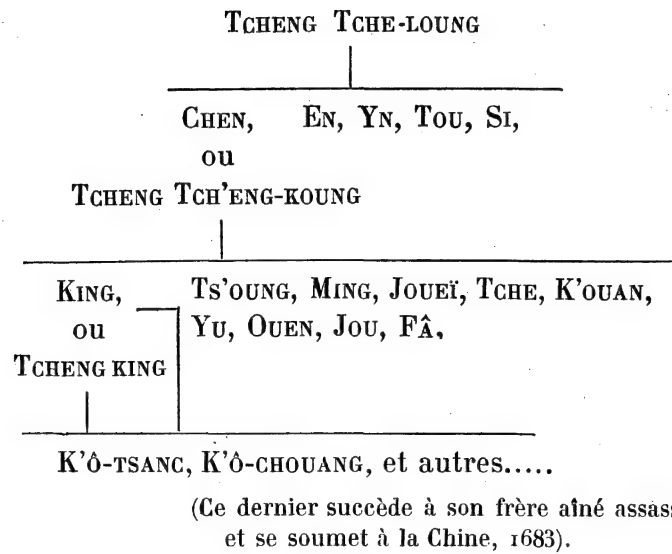 TCHENG TCHE-LOUNG
CHEN, EN, YN, TOU, SI,
ou
TCHENG TCH'ENG-KOUNG
KING, TS'OUNG, MING, JOUEÏ, TCHE, K'OUAN,
ou YU, OUEN, JOU, FÂ,
TCHENG KING
K'Ô-TSANC, K'Ô-CHOUANG, et autres.....
(Ce dernier succède à son frère aîné
et se soumet à la Chine, 1683).